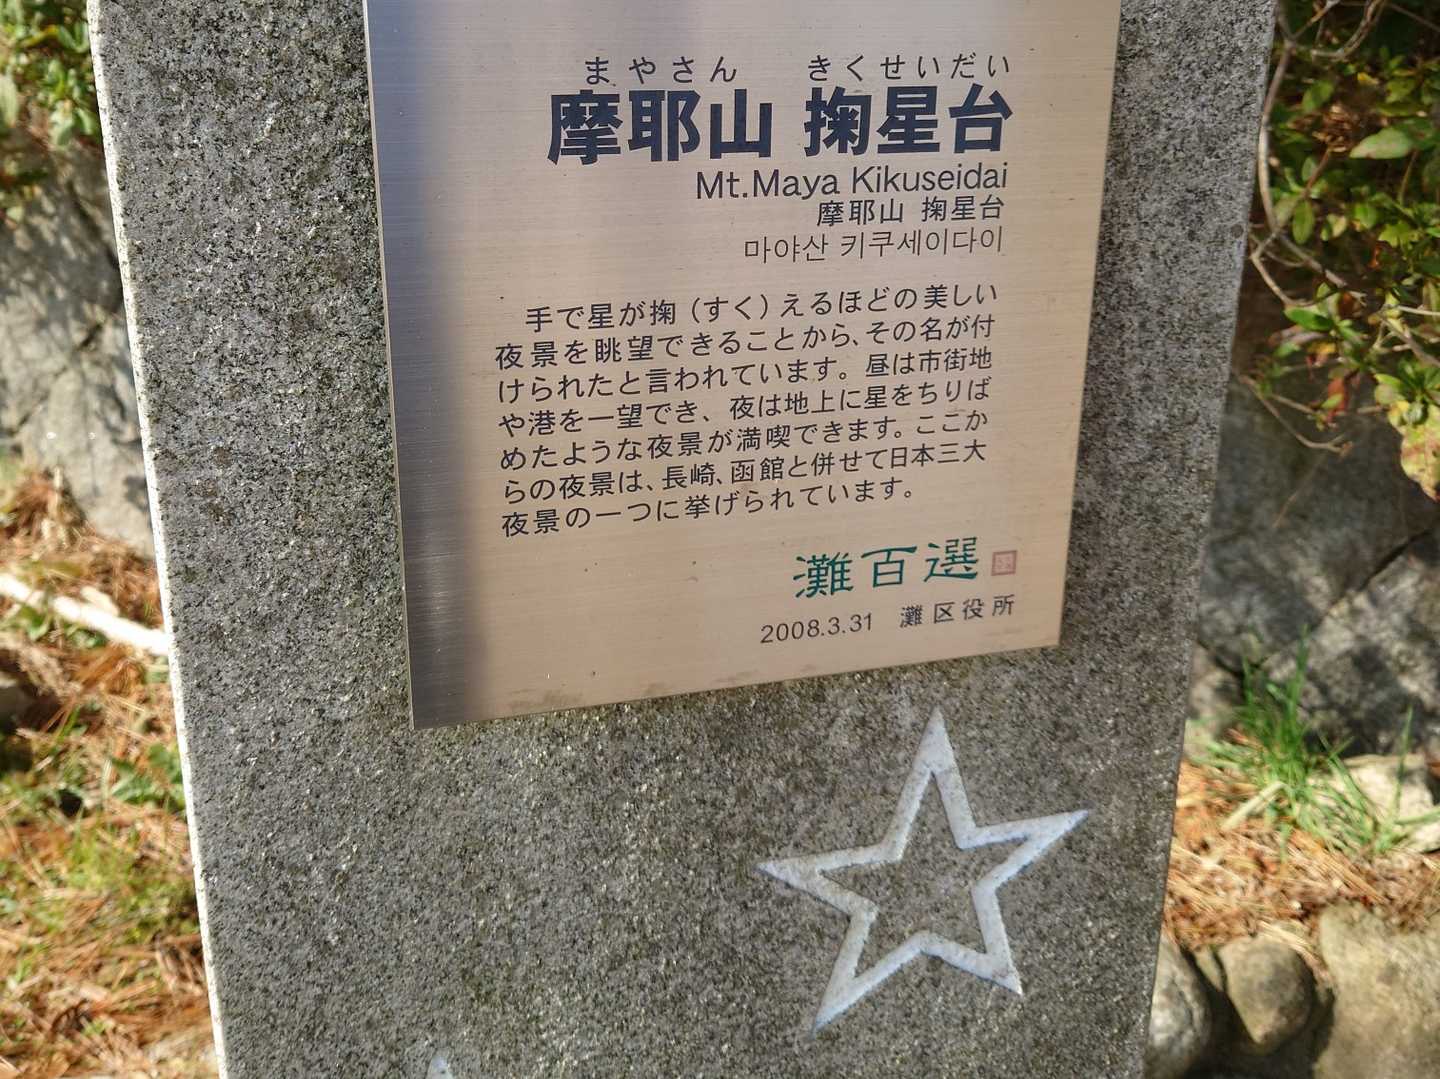 まやさん きくせいだい
摩耶山 掬星台
Mt.Maya Kikuseidai
摩耶山 掬星台
마야산 키쿠세이다이
手で星が掬（すく）えるほどの美しい
夜景を眺望できることから、その名が付
けられたと言われています。昼は市街地
や港を一望でき、夜は地上に星をちりば
めたような夜景が満喫できます。ここか
らの夜景は、長崎、函館と併せて日本三大
夜景の一つに挙げられています。
灘百選
2008.3.31 灘区役所